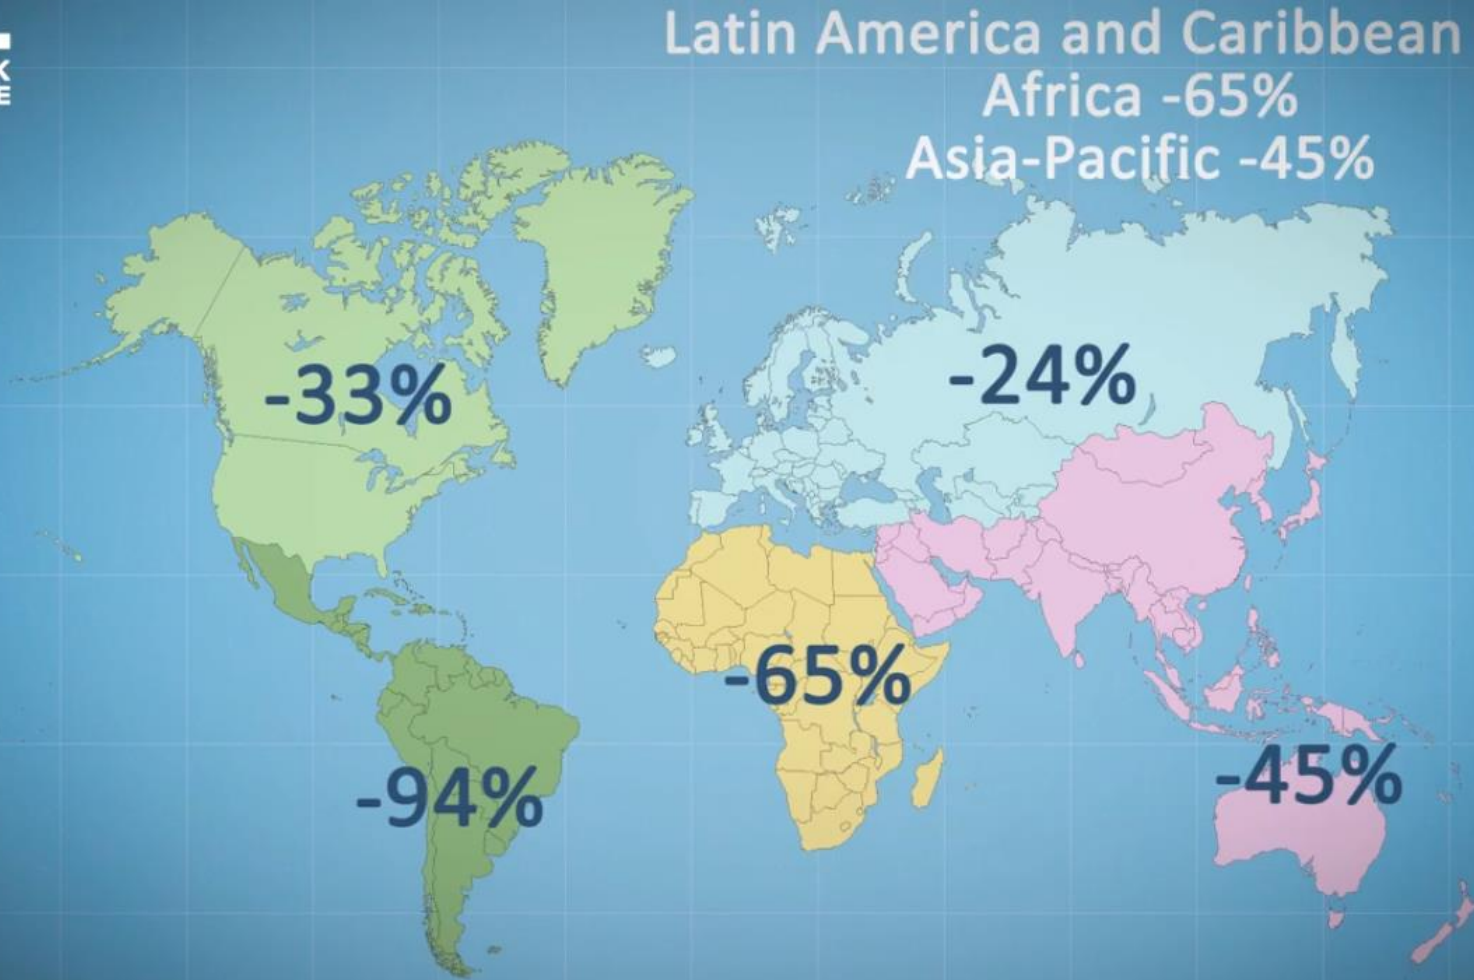 K
E
Latin America and Caribbean
Africa -65%
Asia-Pacific -45%
-33%
-24%
-65%
-94%
-45%